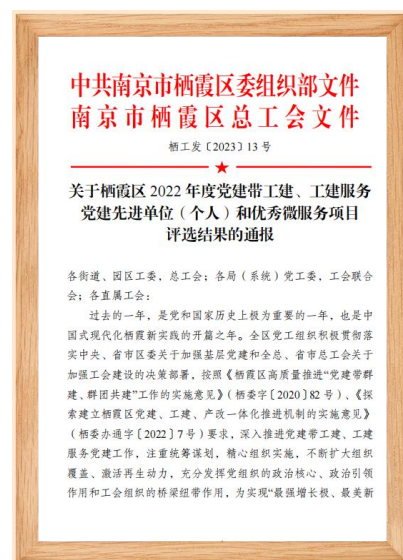 中共南京市栖霞区委组织部文件
南京市栖霞区总工会文件
栖工发〔2023〕13号
关于栖霞区2022年度党建带工建、工建服务
党建先进单位（个人）和优秀微服务项目
评选结果的通报
各街道、园区工委，总工会；各局（系统）党工委，工会联合
会；各直属工会：
过去的一年，是党和国家历史上极为重要的一年，也是中
国式现代化栖霞新实践的开篇之年。全区党工组织积极贯彻落
实中央、省市区委关于加强基层党建和全总、省市总工会关于
加强工会建设的决策部署，按照《栖霞区高质量推进“党建带群
建、群团共建”工作的实施意见》（栖委字〔2020〕82号）、《探
索建立栖霞区党建、工建、产改一体化推进机制的实施意见》
（栖委办通字〔2022〕7号）要求，深入推进党建带工建、工建
服务党建工作，注重统筹谋划，精心组织实施，不断扩大组织
覆盖、激活再生动力，充分发挥党组织的政治核心、政治引领
作用和工会组织的桥梁纽带作用，为实现“最强增长极、最美新